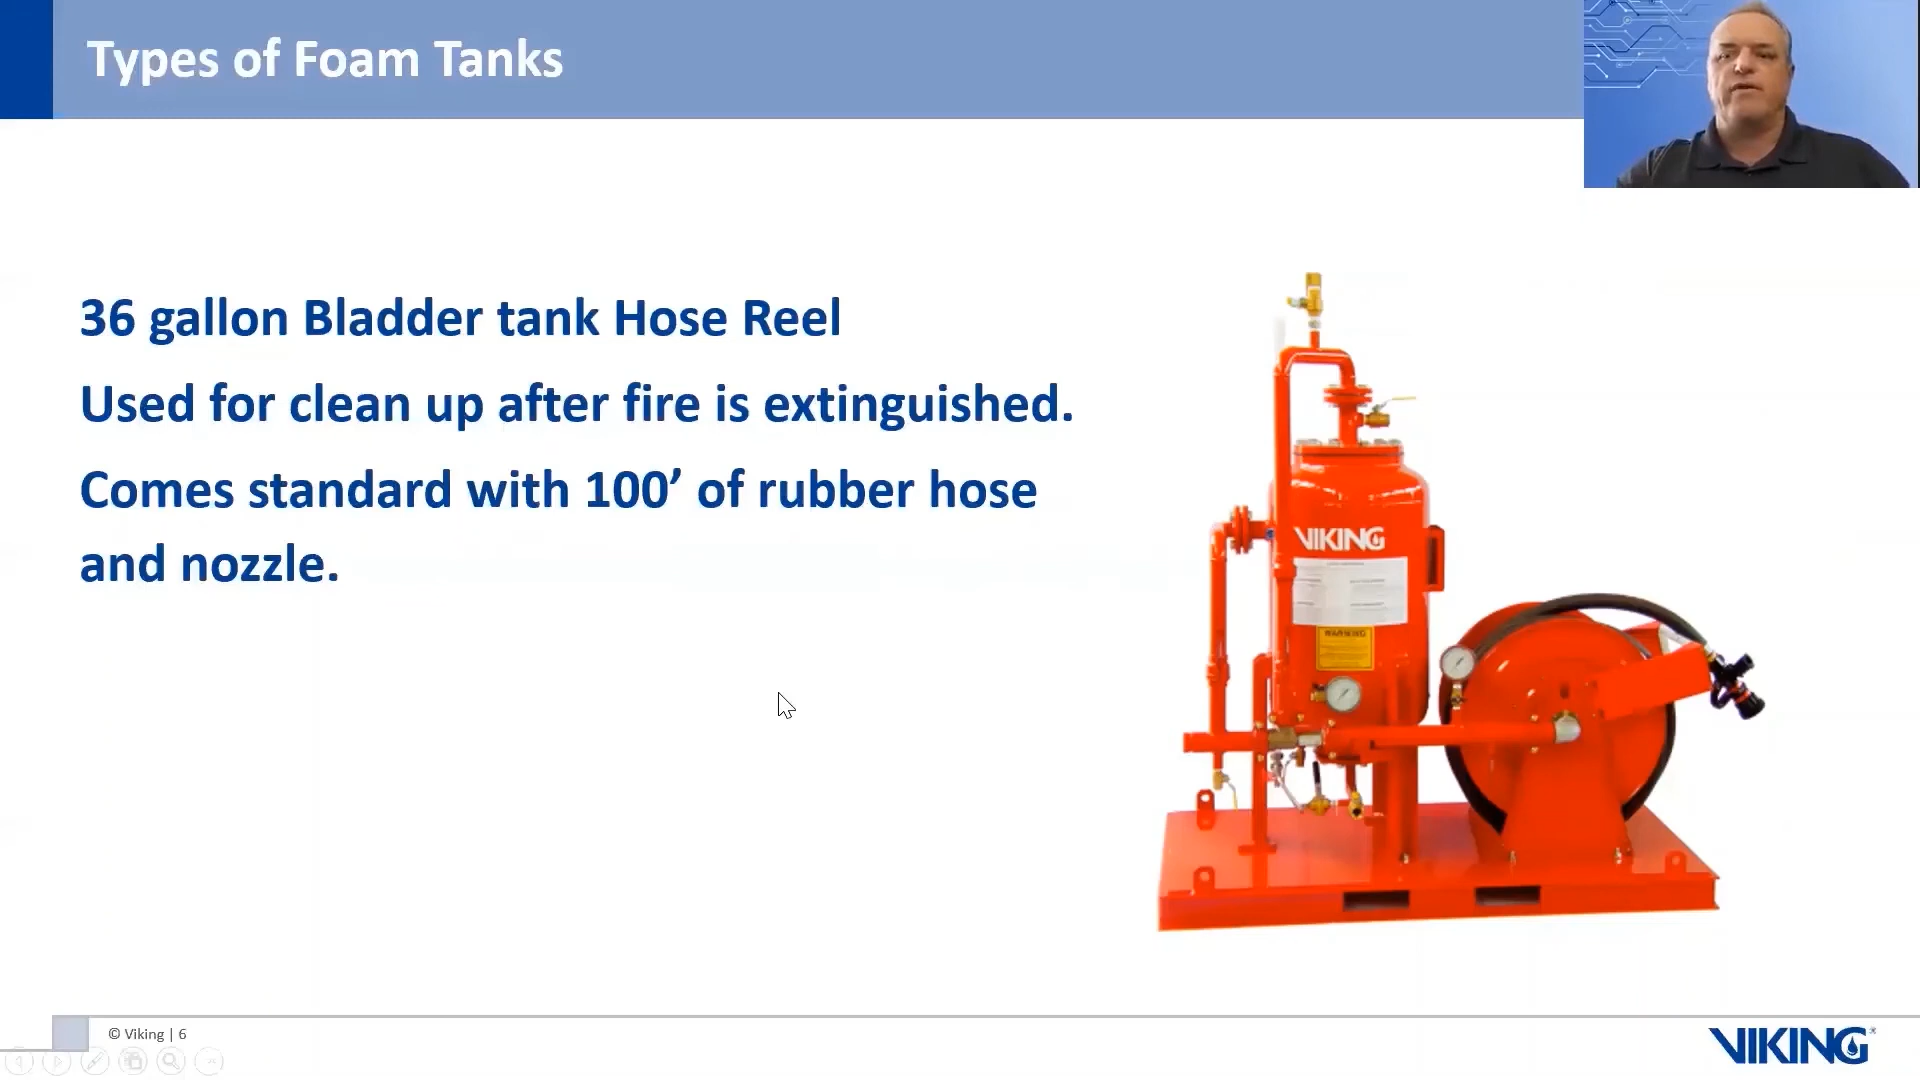 Types of Foam Tanks
36 gallon Bladder tank Hose Reel
Used for clean up after fire is extinguished.
Comes standard with 100’ of rubber hose
and nozzle.
VIKING
WARNING
© Viking | 6
VIKING